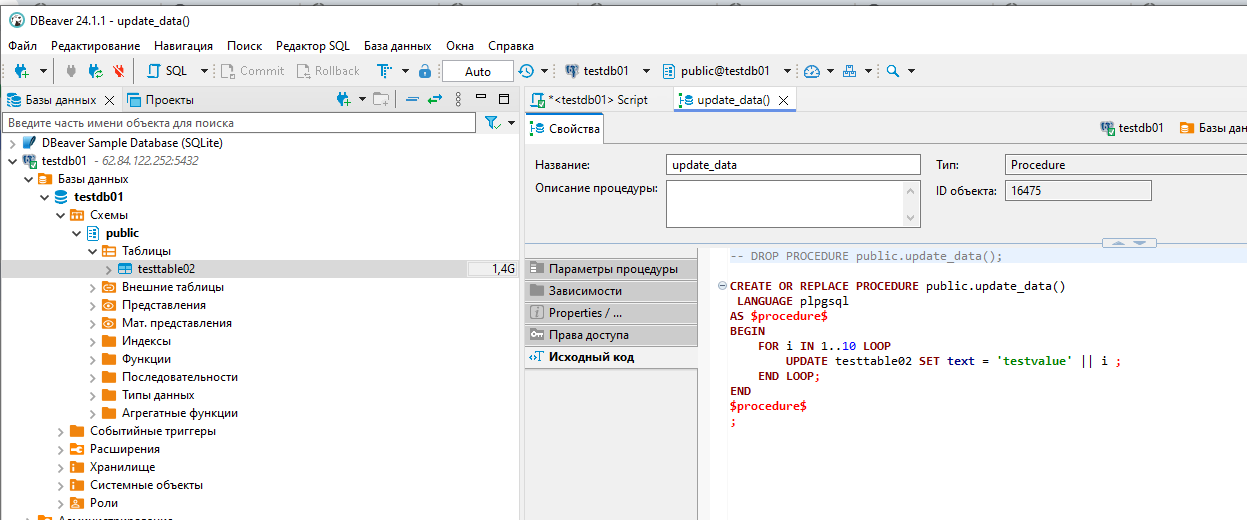 DBeaver 24.1.1 - update_data()
Файл Редактирование Навигация Поиск Редактор SQL База данных Окна Справка
SQL Commit Rollback Auto testdb01 public@testdb01
Базы данных Проекты
*<testdb01> Script update_data()
Введите часть имени объекта для поиска
DBeaver Sample Database (SQLite)
testdb01 - 62.84.122.252:5432
Базы данных
testdb01
Схемы
public
Таблицы
testtable02 1,4G
Внешние таблицы
Представления
Мат. представления
Индексы
Функции
Последовательности
Типы данных
Агрегатные функции
Событийные триггеры
Расширения
Хранилище
Системные объекты
Роли
Администрирование
Свойства testdb01 Базы дан
Название: update_data Тип: Procedure
Описание процедуры: ID объекта: 16475
Параметры процедуры
Зависимости
Properties / ...
Права доступа
Исходный код
-- DROP PROCEDURE public.update_data();
CREATE OR REPLACE PROCEDURE public.update_data()
LANGUAGE plpgsql
AS $procedure$
BEGIN
FOR i IN 1..10 LOOP
UPDATE testtable02 SET text = 'testvalue' || i ;
END LOOP;
END
$procedure$
;